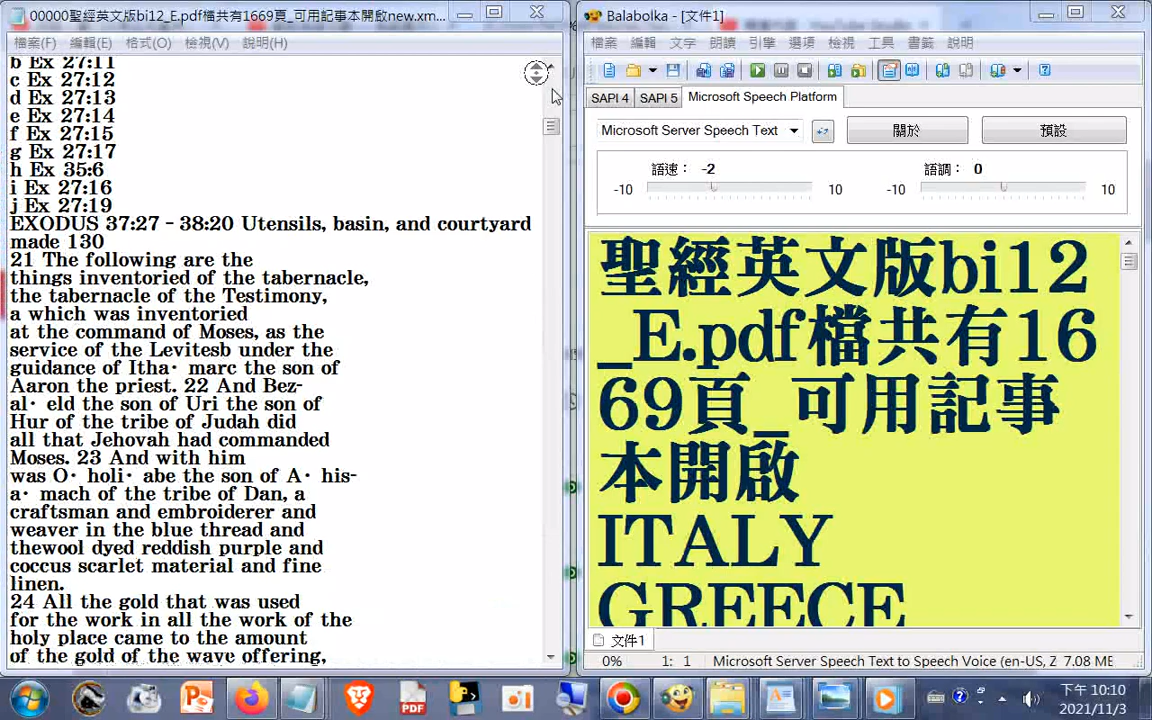 00000聖經英文版bi12_E.pdf檔共有1669頁_可用記事本開啟new.xm...
檔案(F) 編輯(E) 格式(O) 檢視(V) 說明(H)
b Ex 27:11
c Ex 27:12
d Ex 27:13
e Ex 27:14
f Ex 27:15
g Ex 27:17
h Ex 35:6
i Ex 27:16
j Ex 27:19
EXODUS 37:27 - 38:20 Utensils, basin, and courtyard
made 130
21 The following are the
things inventoried of the tabernacle,
the tabernacle of the Testimony,
a which was inventoried
at the command of Moses, as the
service of the Levitesb under the
guidance of Itha· marc the son of
Aaron the priest. 22 And Bez-
al· eld the son of Uri the son of
Hur of the tribe of Judah did
all that Jehovah had commanded
Moses. 23 And with him
was O· holi· abe the son of A· his-
a· mach of the tribe of Dan, a
craftsman and embroiderer and
weaver in the blue thread and
thewool dyed reddish purple and
coccus scarlet material and fine
linen.
24 All the gold that was used
for the work in all the work of the
holy place came to the amount
of the gold of the wave offering,
Balabolka - [文件1]
檔案 編輯 文字 朗讀 引擎 選項 檢視 工具 書籤 說明
SAPI 4 SAPI 5 Microsoft Speech Platform
Microsoft Server Speech Text 關於 預設
語速： -2 語調： 0
-10 10 -10 10
聖經英文版bi12
_E.pdf檔共有16
69頁_可用記事
本開啟
ITALY
GREECE
文件1
0% 1: 1 Microsoft Server Speech Text to Speech Voice (en-US, Z 7.08 ME
PDF
下午 10:10
2021/11/3